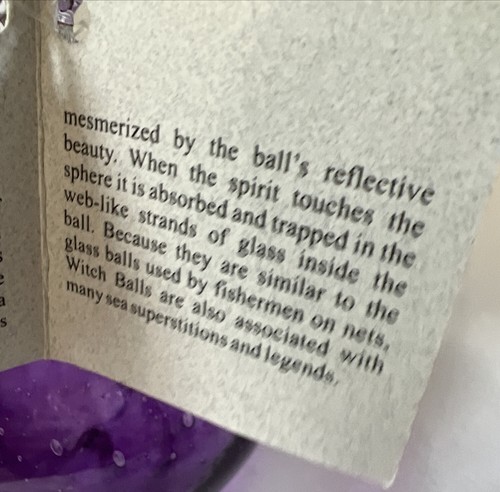 mesmerized by the ball's reflective
beauty. When the spirit touches the
sphere it is absorbed and trapped in the
web-like strands of glass inside the
ball. Because they are similar to the
glass balls used by fishermen on nets,
Witch Balls are also associated with
many sea superstitions and legends.